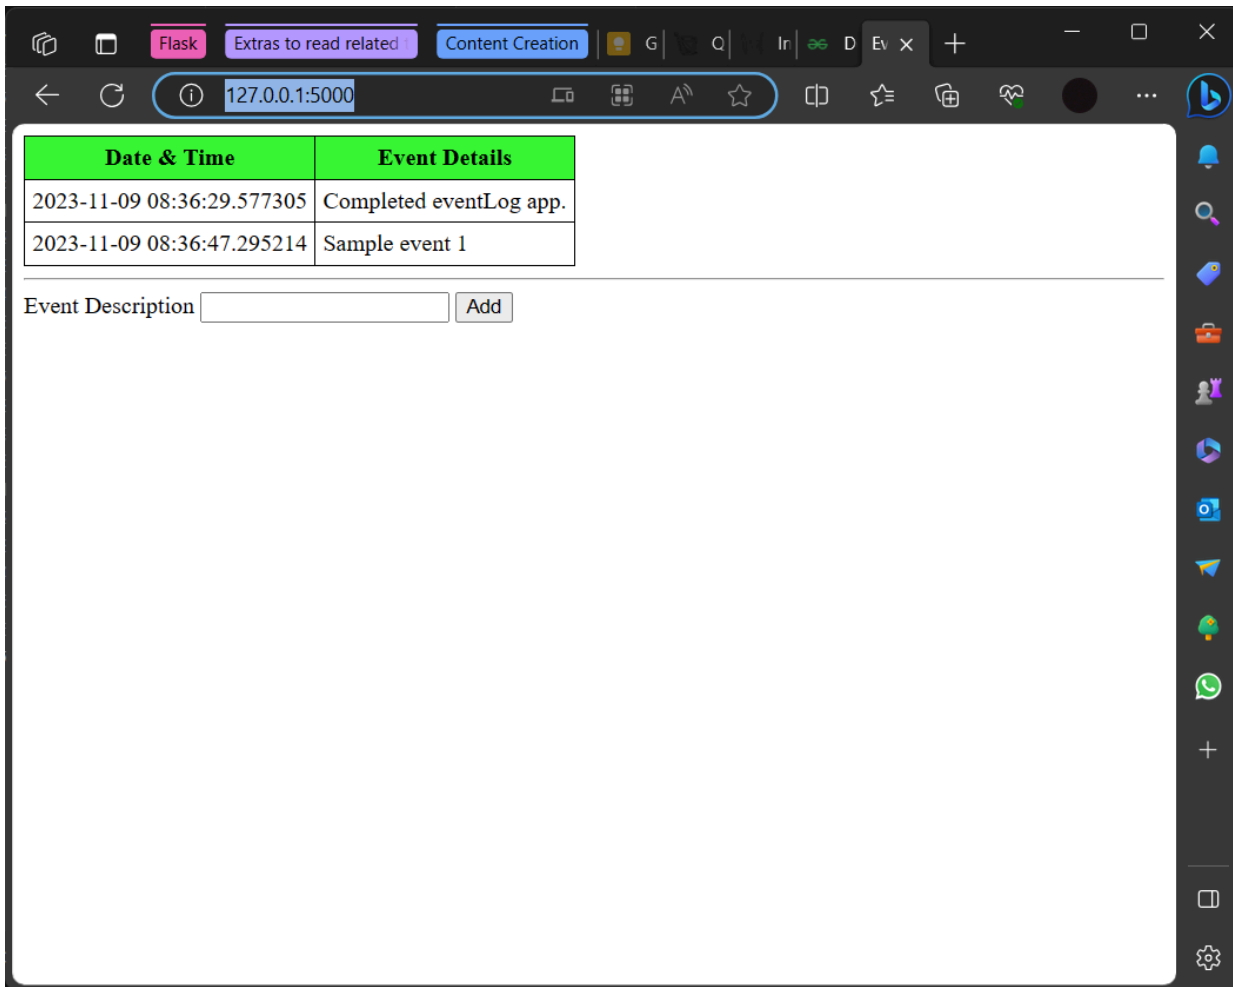 Flask Extras to read related Content Creation G Q In D Ev
127.0.0.1:5000
Date & Time Event Details
2023-11-09 08:36:29.577305 Completed eventLog app.
2023-11-09 08:36:47.295214 Sample event 1
Event Description Add